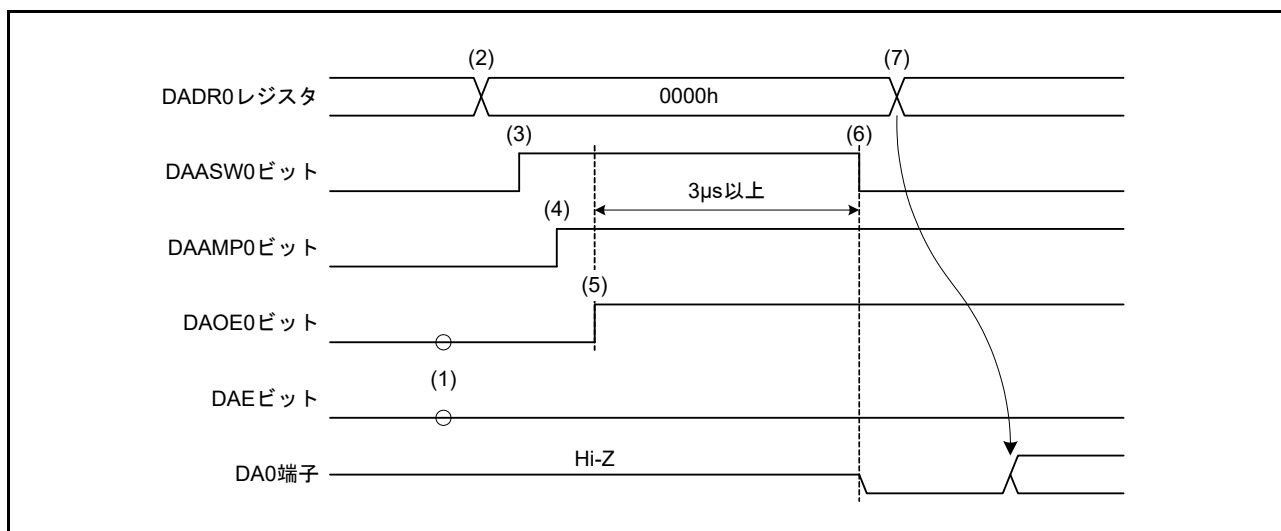 (2)
(7)
DADR0レジスタ
0000h
(3)
(6)
DAASW0ビット
3µs以上
(4)
DAAMP0ビット
(5)
DAOE0ビット
(1)
DAEビット
Hi-Z
DA0端子